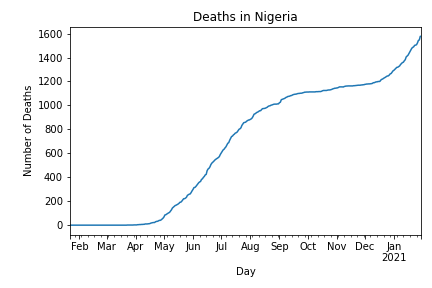 Deaths in Nigeria
1600
1400
1200
1000
800
600
400
200
0
Number of Deaths
Feb Mar Apr May Jun Jul Aug Sep Oct Nov Dec Jan
2021
Day